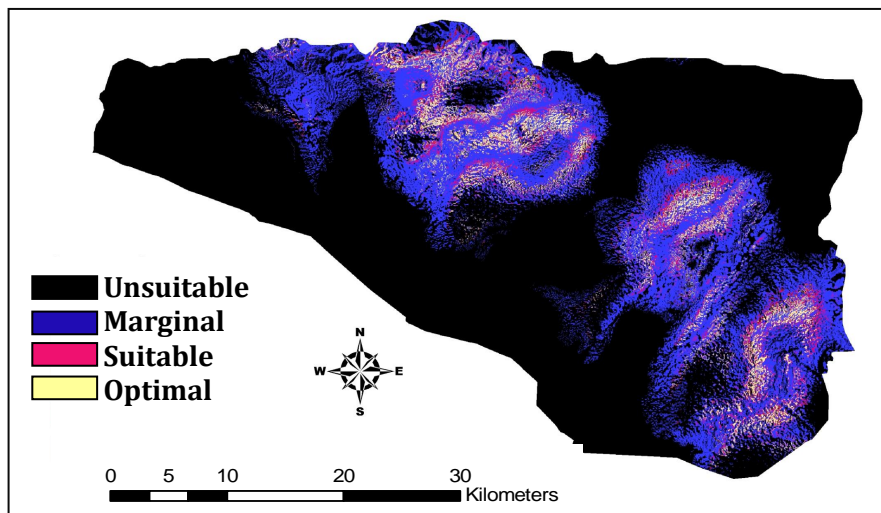 Unsuitable
Marginal
Suitable
Optimal
N
W E
S
0 5 10 20 30
Kilometers